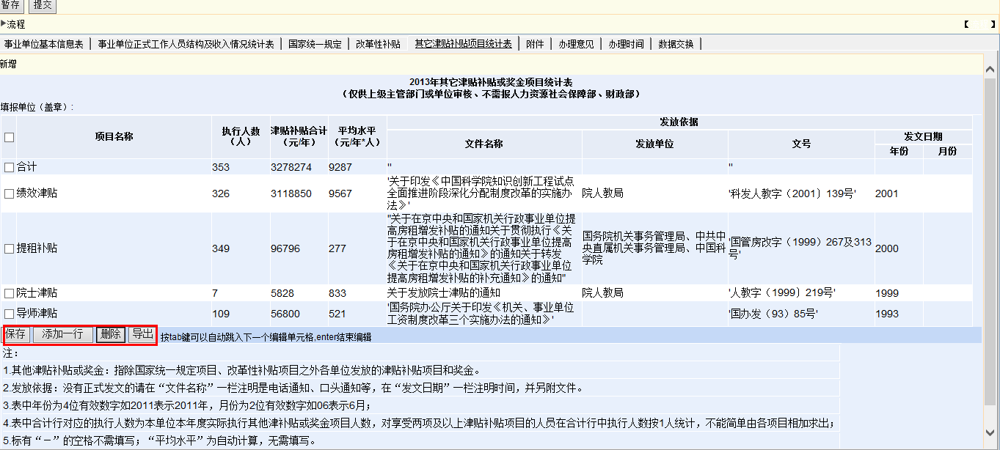 暂存 提交
流程 【 】
事业单位基本信息表 事业单位正式工作人员结构及收入情况统计表 国家统一规定 改革性补贴 其它津贴补贴项目统计表 附件 办理意见 办理时间 数据交换
新增
2013年其它津贴补贴或奖金项目统计表
（仅供上级主管部门或单位审核、不需报人力资源社会保障部、财政部）
填报单位（盖章）:
项目名称 执行人数（人） 津贴补贴合计（元/年） 平均水平（元/年*人） 发放依据
文件名称 发放单位 文号 发文日期
年份 月份
合计 353 3278274 9287 '' ''
绩效津贴 326 3118850 9567 '关于印发《中国科学院知识创新工程试点
全面推进阶段深化分配制度改革的实施办
法》' 院人教局 '科发人教字（2001）139号' 2001
提租补贴 349 96796 277 "关于在京中央和国家机关行政事业单位提
高房租增发补贴的通知关于贯彻执行《关
于在京中央和国家机关行政事业单位提高
房租增发补贴的通知》的通知关于转发
《关于在京中央和国家机关行政事业单位
提高房租增发补贴的补充通知》的通知" 国务院机关事务管理局、中共中
央直属机关事务管理局、中国科
学院 '国管房改字（1999）267及313
号' 2000
院士津贴 7 5828 833 关于发放院士津贴的通知 院人教局 '人教字（1999）219号' 1999
导师津贴 109 56800 521 '国务院办公厅关于印发《机关、事业单位
工资制度改革三个实施办法的通知》' '国办发（93）85号' 1993
保存 添加一行 删除 导出 按tab键可以自动跳入下一个编辑单元格,enter结束编辑
注：
1.其他津贴补贴或奖金：指除国家统一规定项目、改革性补贴项目之外各单位发放的津贴补贴项目和奖金。
2.发放依据：没有正式发文的请在“文件名称”一栏注明是电话通知、口头通知等，在“发文日期”一栏注明时间，并另附文件。
3.表中年份为4位有效数字如2011表示2011年，月份为2位有效数字如06表示6月；
4.表中合计行对应的执行人数为本单位本年度实际执行其他津补贴或奖金项目人数，对享受两项及以上津贴补贴项目的人员在合计行中执行人数按1人统计，不能简单由各项目相加求出；
5.标有“－”的空格不需填写；“平均水平”为自动计算，无需填写。